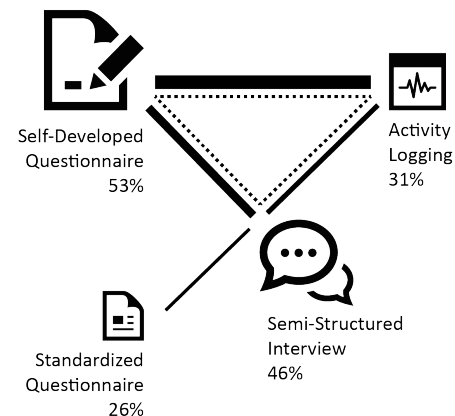 Self-Developed
Questionnaire
53%
Activity
Logging
31%
Semi-Structured
Interview
46%
Standardized
Questionnaire
26%